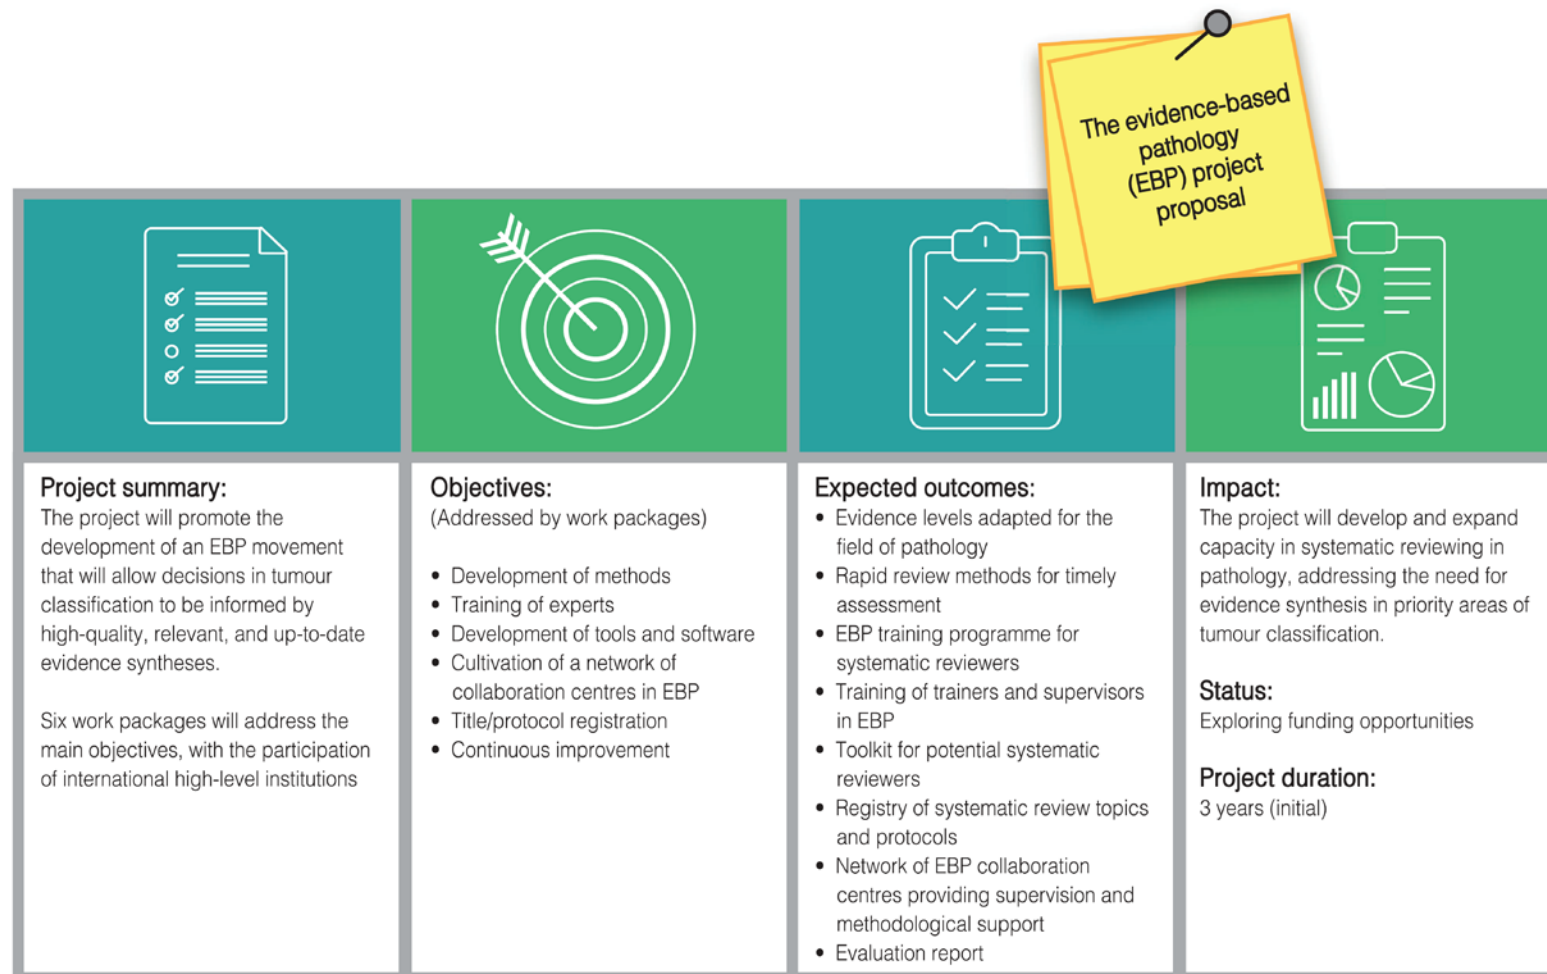 The evidence-based
pathology
(EBP) project
proposal
Project summary:
The project will promote the
development of an EBP movement
that will allow decisions in tumour
classification to be informed by
high-quality, relevant, and up-to-date
evidence syntheses.
Six work packages will address the
main objectives, with the participation
of international high-level institutions
Objectives:
(Addressed by work packages)
• Development of methods
• Training of experts
• Development of tools and software
• Cultivation of a network of
collaboration centres in EBP
• Title/protocol registration
• Continuous improvement
Expected outcomes:
• Evidence levels adapted for the
field of pathology
• Rapid review methods for timely
assessment
• EBP training programme for
systematic reviewers
• Training of trainers and supervisors
in EBP
• Toolkit for potential systematic
reviewers
• Registry of systematic review topics
and protocols
• Network of EBP collaboration
centres providing supervision and
methodological support
• Evaluation report
Impact:
The project will develop and expand
capacity in systematic reviewing in
pathology, addressing the need for
evidence synthesis in priority areas of
tumour classification.
Status:
Exploring funding opportunities
Project duration:
3 years (initial)